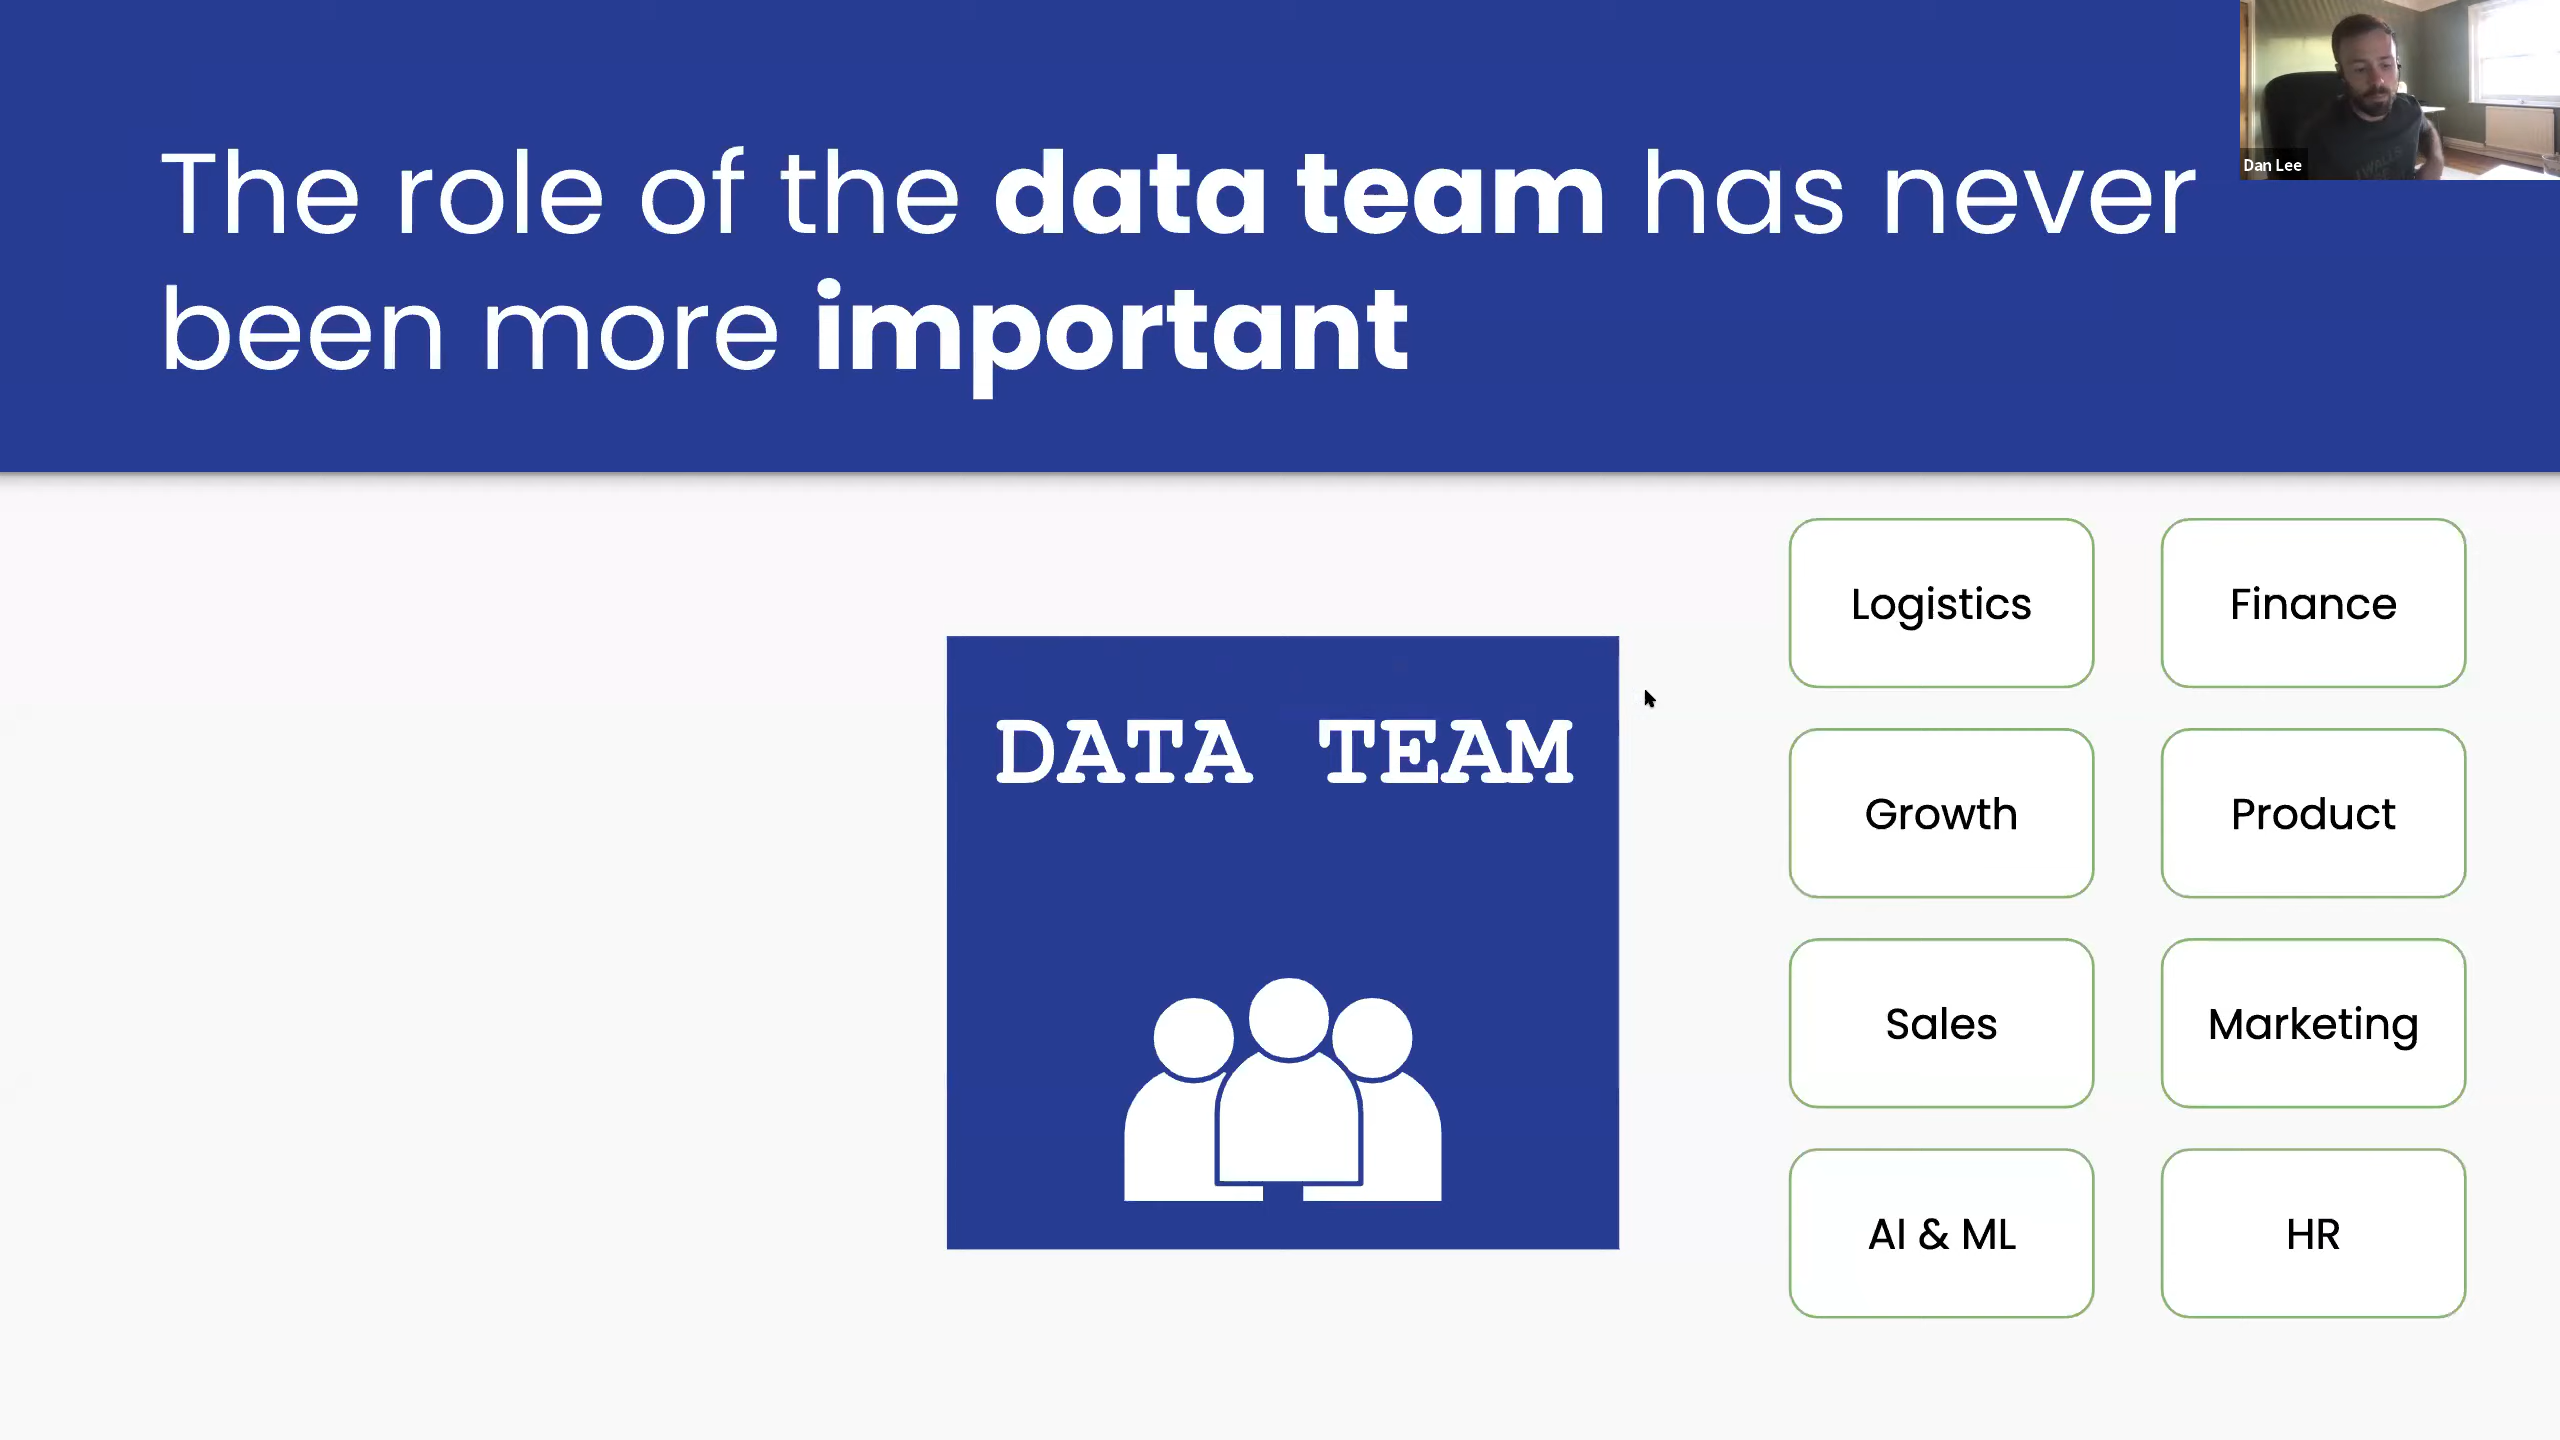 The role of the data team has never
been more important
Dan Lee
DATA TEAM
Logistics
Finance
Growth
Product
Sales
Marketing
AI & ML
HR